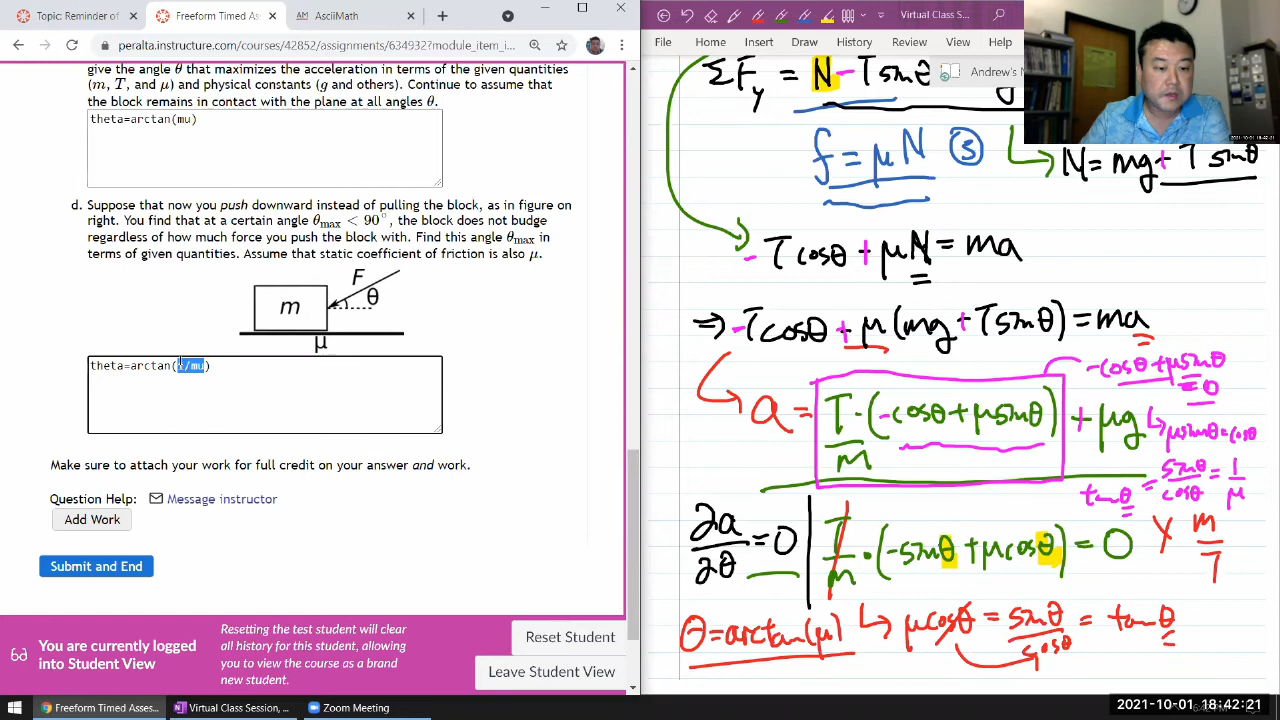 Topic Reminder o
Freeform Timed Asses
AsciiMath
peralta.instructure.com/courses/42852/assignments/634932?module_item_i
give the angle θ that maximizes the acceleration in terms of the given quantities
(m, T, and μ) and physical constants (g and others). Continue to assume that
the block remains in contact with the plane at all angles θ.
theta=arctan(mu)
d. Suppose that now you push downward instead of pulling the block, as in figure on
right. You find that at a certain angle θmax < 90°, the block does not budge
regardless of how much force you push the block with. Find this angle θmax in
terms of given quantities. Assume that static coefficient of friction is also μ.
F
θ
m
μ
theta=arctan(1/mu)
Make sure to attach your work for full credit on your answer and work.
Question Help: Message instructor
Add Work
Submit and End
You are currently logged
into Student View
Resetting the test student will clear
all history for this student, allowing
you to view the course as a brand
new student.
Reset Student
Leave Student View
Virtual Class S...
File Home Insert Draw History Review View Help
Andrew's N
ΣFy = N - T sinθ
f = μN ③
N = mg + T sinθ
- T cosθ + μN = ma
⇒ -T cosθ + μ(mg + T sinθ) = ma
a = T/m · (-cosθ + μ sinθ) + μg
-cosθ + μ sinθ
= 0
↳ μ sinθ = cosθ
tanθ = sinθ/cosθ = 1/μ
∂a/∂θ = 0
T/m · (-sinθ + μ cosθ) = 0 × m/T
θ = arctan(μ) ↳ μ cosθ = sinθ/cosθ = tanθ
Freeform Timed Asse...
Virtual Class Session, ...
Zoom Meeting
2021-10-01 18:42:21